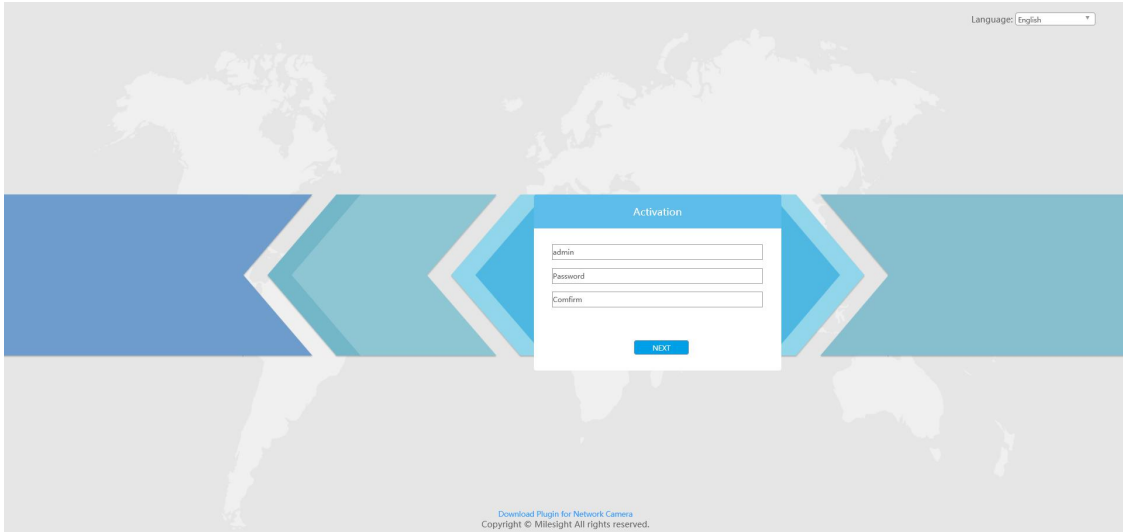 Language: English
Activation
admin
Password
Comfirm
NEXT
Download Plugin for Network Camera
Copyright © Milesight All rights reserved.